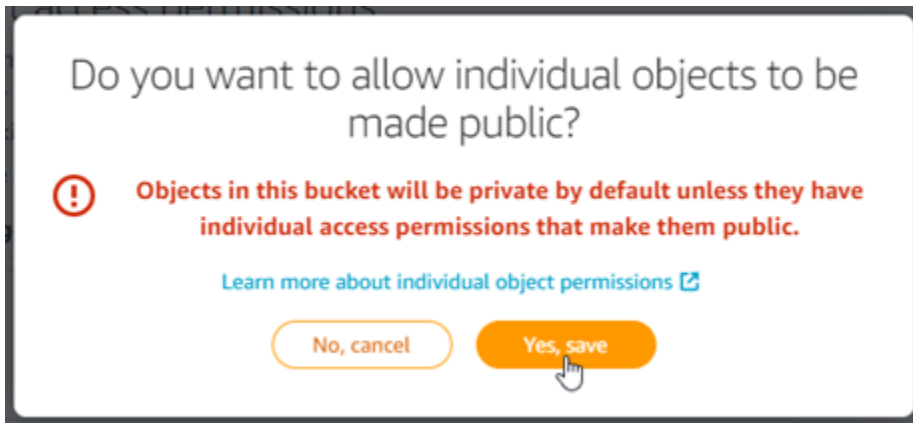 access permissions
Do you want to allow individual objects to be
made public?
Objects in this bucket will be private by default unless they have
individual access permissions that make them public.
Learn more about individual object permissions
No, cancel
Yes, save